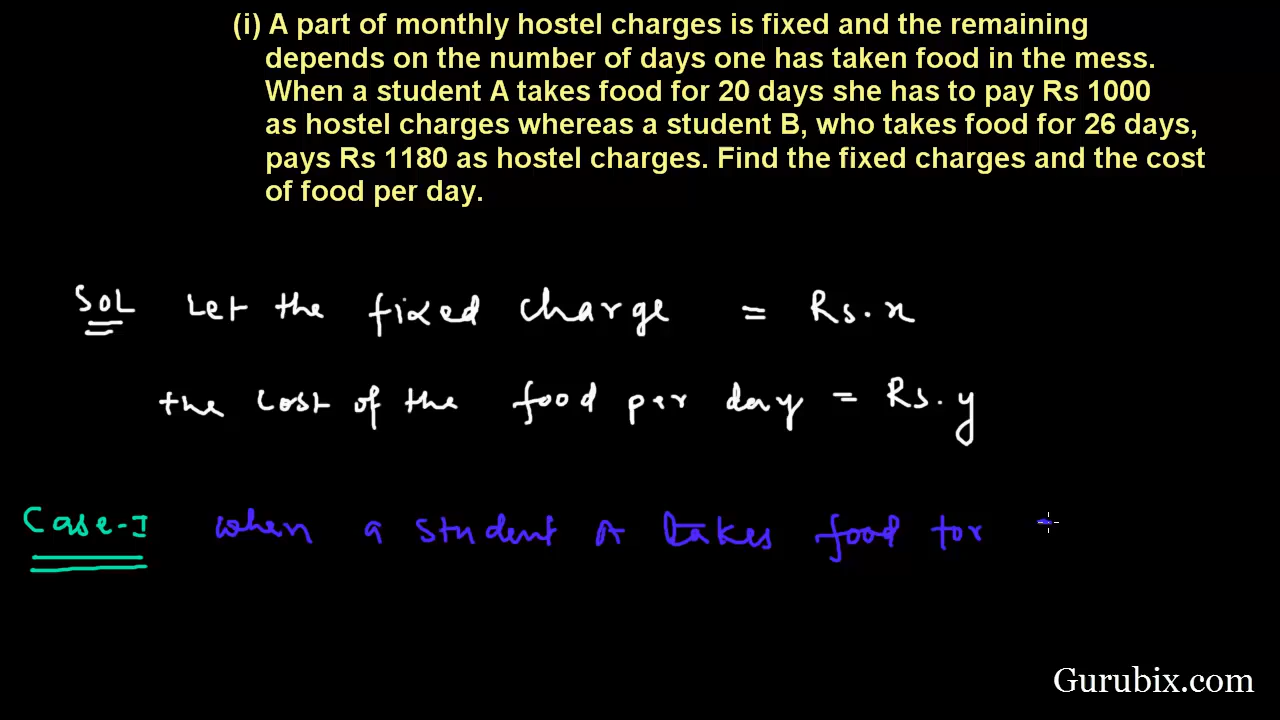 (i) A part of monthly hostel charges is fixed and the remaining
depends on the number of days one has taken food in the mess.
When a student A takes food for 20 days she has to pay Rs 1000
as hostel charges whereas a student B, who takes food for 26 days,
pays Rs 1180 as hostel charges. Find the fixed charges and the cost
of food per day.
SOL Let the fixed charge = Rs. x
the cost of the food per day = Rs. y
Case-I when a student A takes food for
Gurubix.com